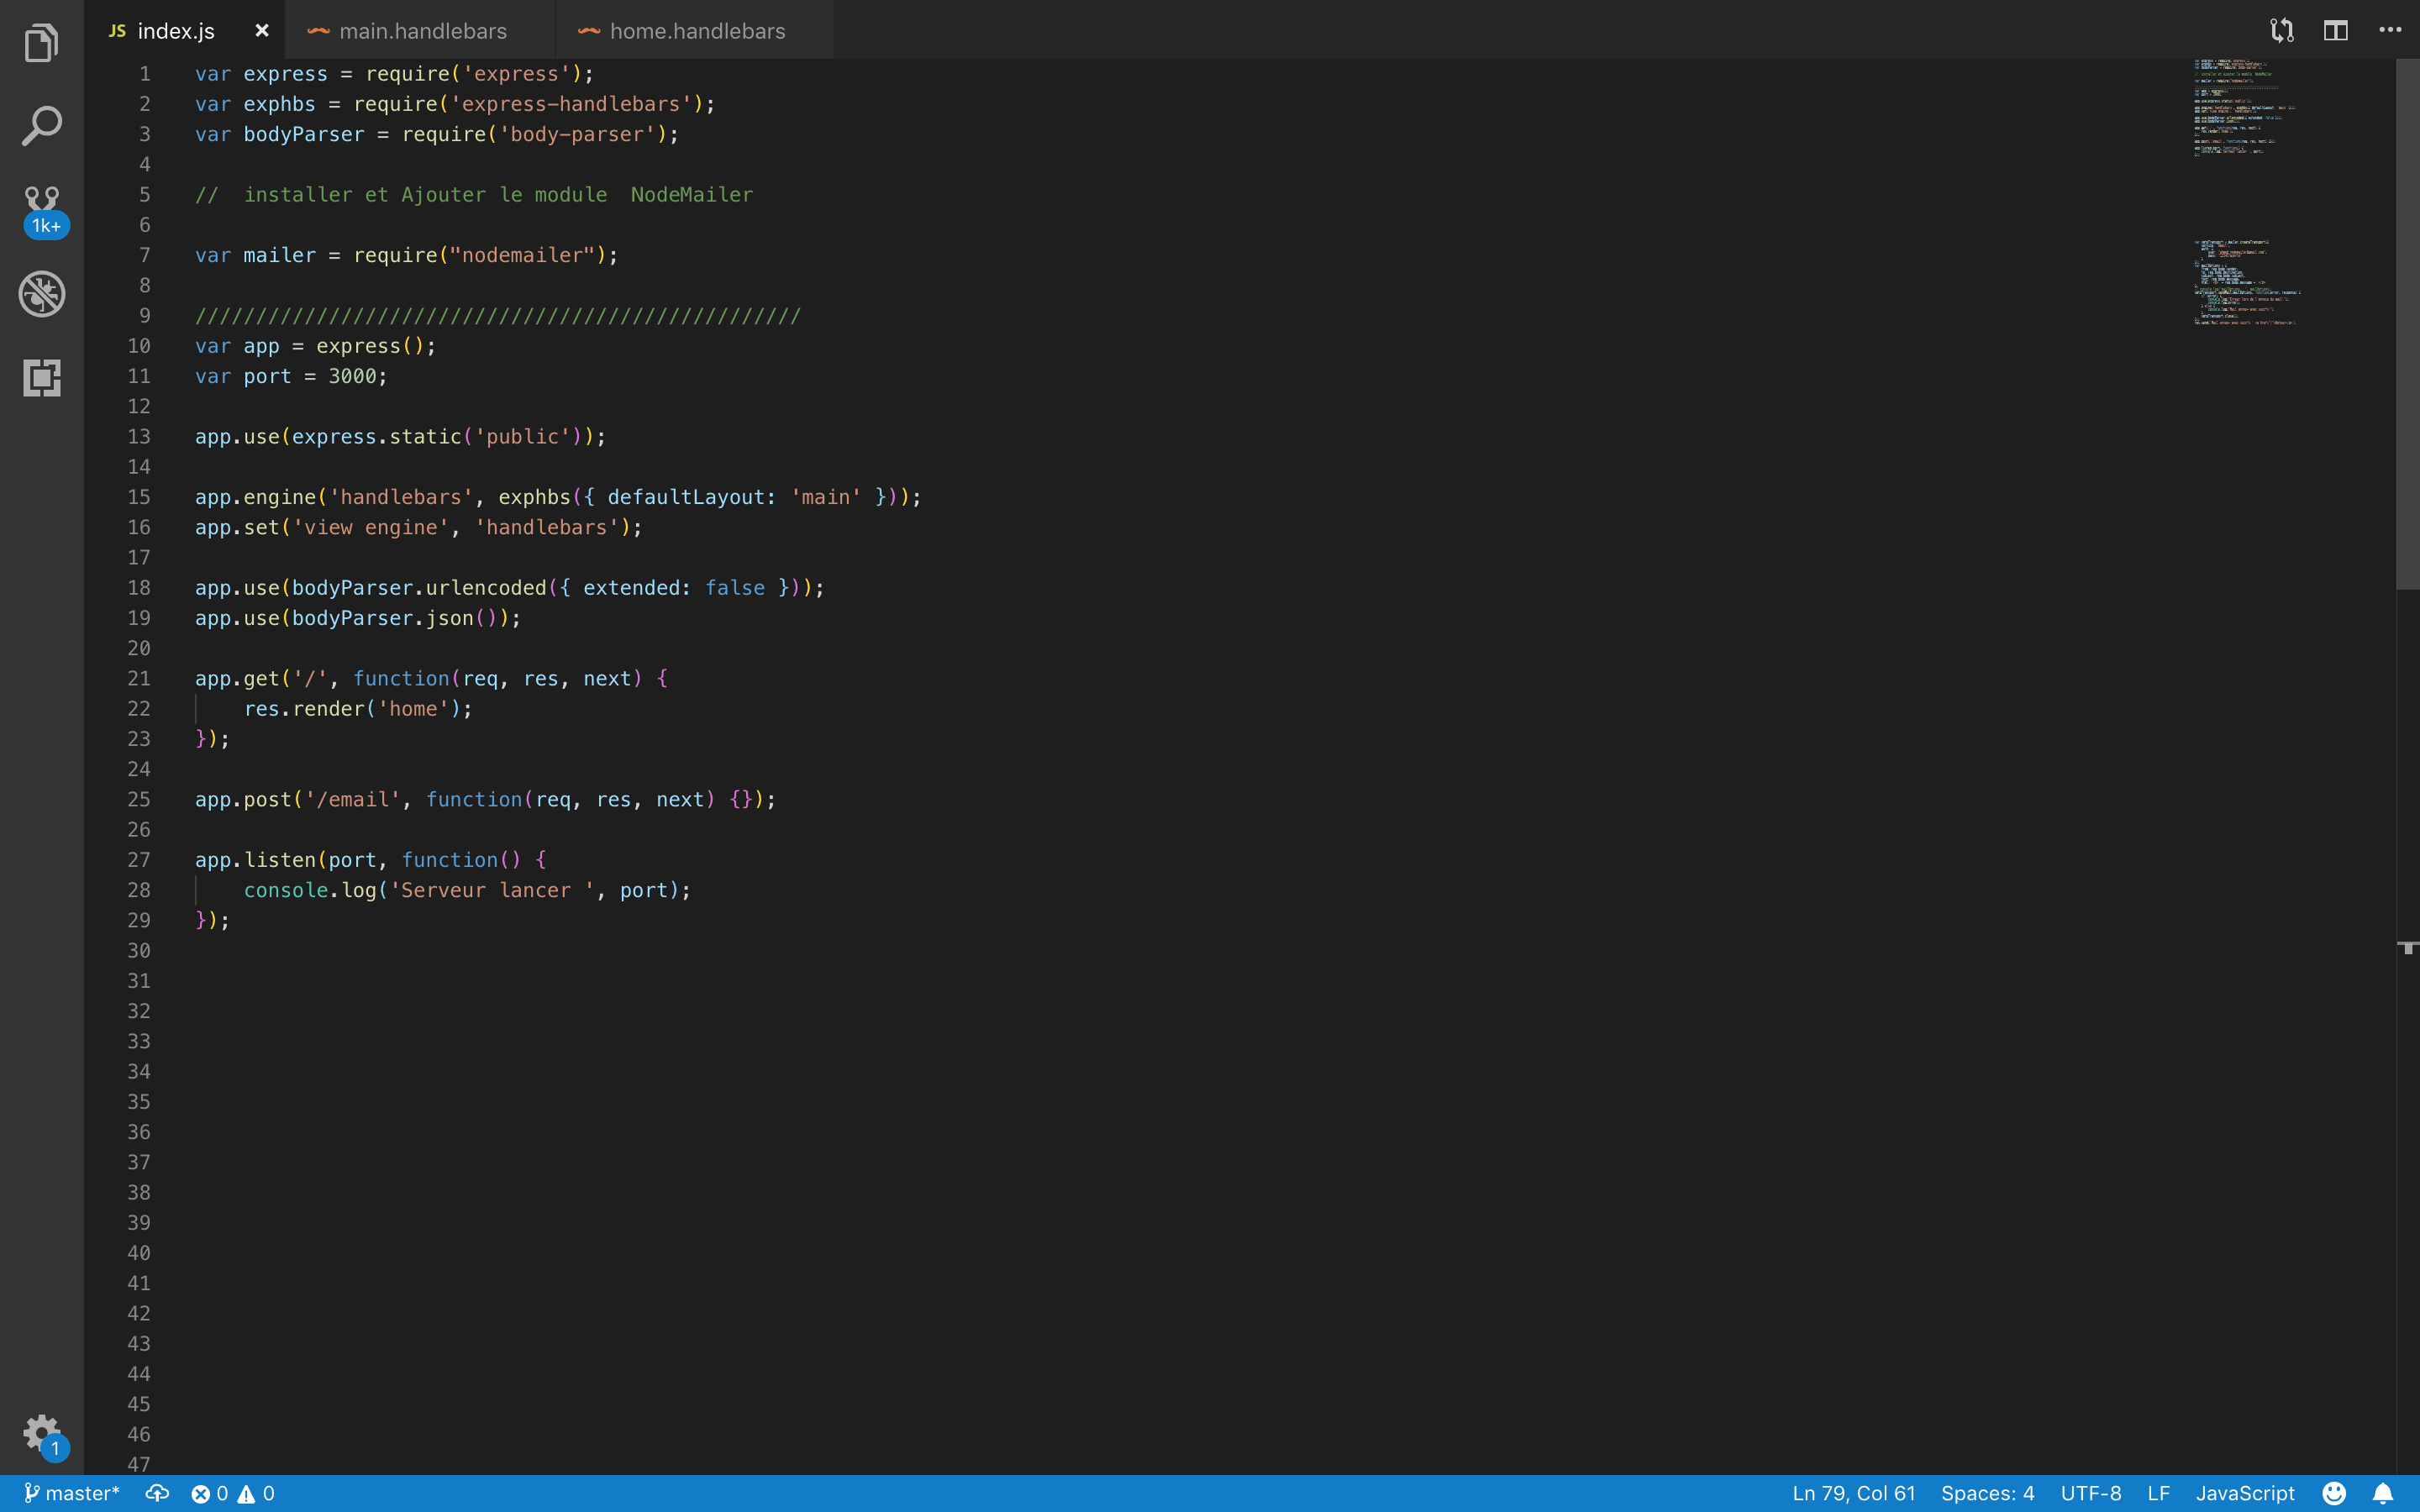 JS index.js × main.handlebars home.handlebars
1 var express = require('express');
2 var exphbs = require('express-handlebars');
3 var bodyParser = require('body-parser');
4
5 //  installer et Ajouter le module  NodeMailer
6
7 var mailer = require("nodemailer");
8
9 //////////////////////////////////////////////////
10 var app = express();
11 var port = 3000;
12
13 app.use(express.static('public'));
14
15 app.engine('handlebars', exphbs({ defaultLayout: 'main' }));
16 app.set('view engine', 'handlebars');
17
18 app.use(bodyParser.urlencoded({ extended: false }));
19 app.use(bodyParser.json());
20
21 app.get('/', function(req, res, next) {
22     res.render('home');
23 });
24
25 app.post('/email', function(req, res, next) {});
26
27 app.listen(port, function() {
28     console.log('Serveur lancer ', port);
29 });
30
31
32
33
34
35
36
37
38
39
40
41
42
43
44
45
46
47
1k+
1
master* 0 0 Ln 79, Col 61 Spaces: 4 UTF-8 LF JavaScript